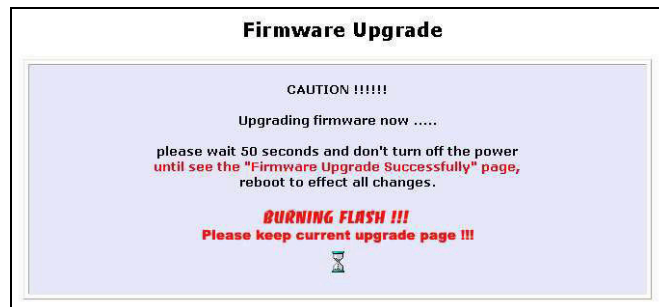 Firmware Upgrade
CAUTION !!!!!!
Upgrading firmware now .....
please wait 50 seconds and don't turn off the power
until see the "Firmware Upgrade Successfully" page,
reboot to effect all changes.
BURNING FLASH !!!
Please keep current upgrade page !!!